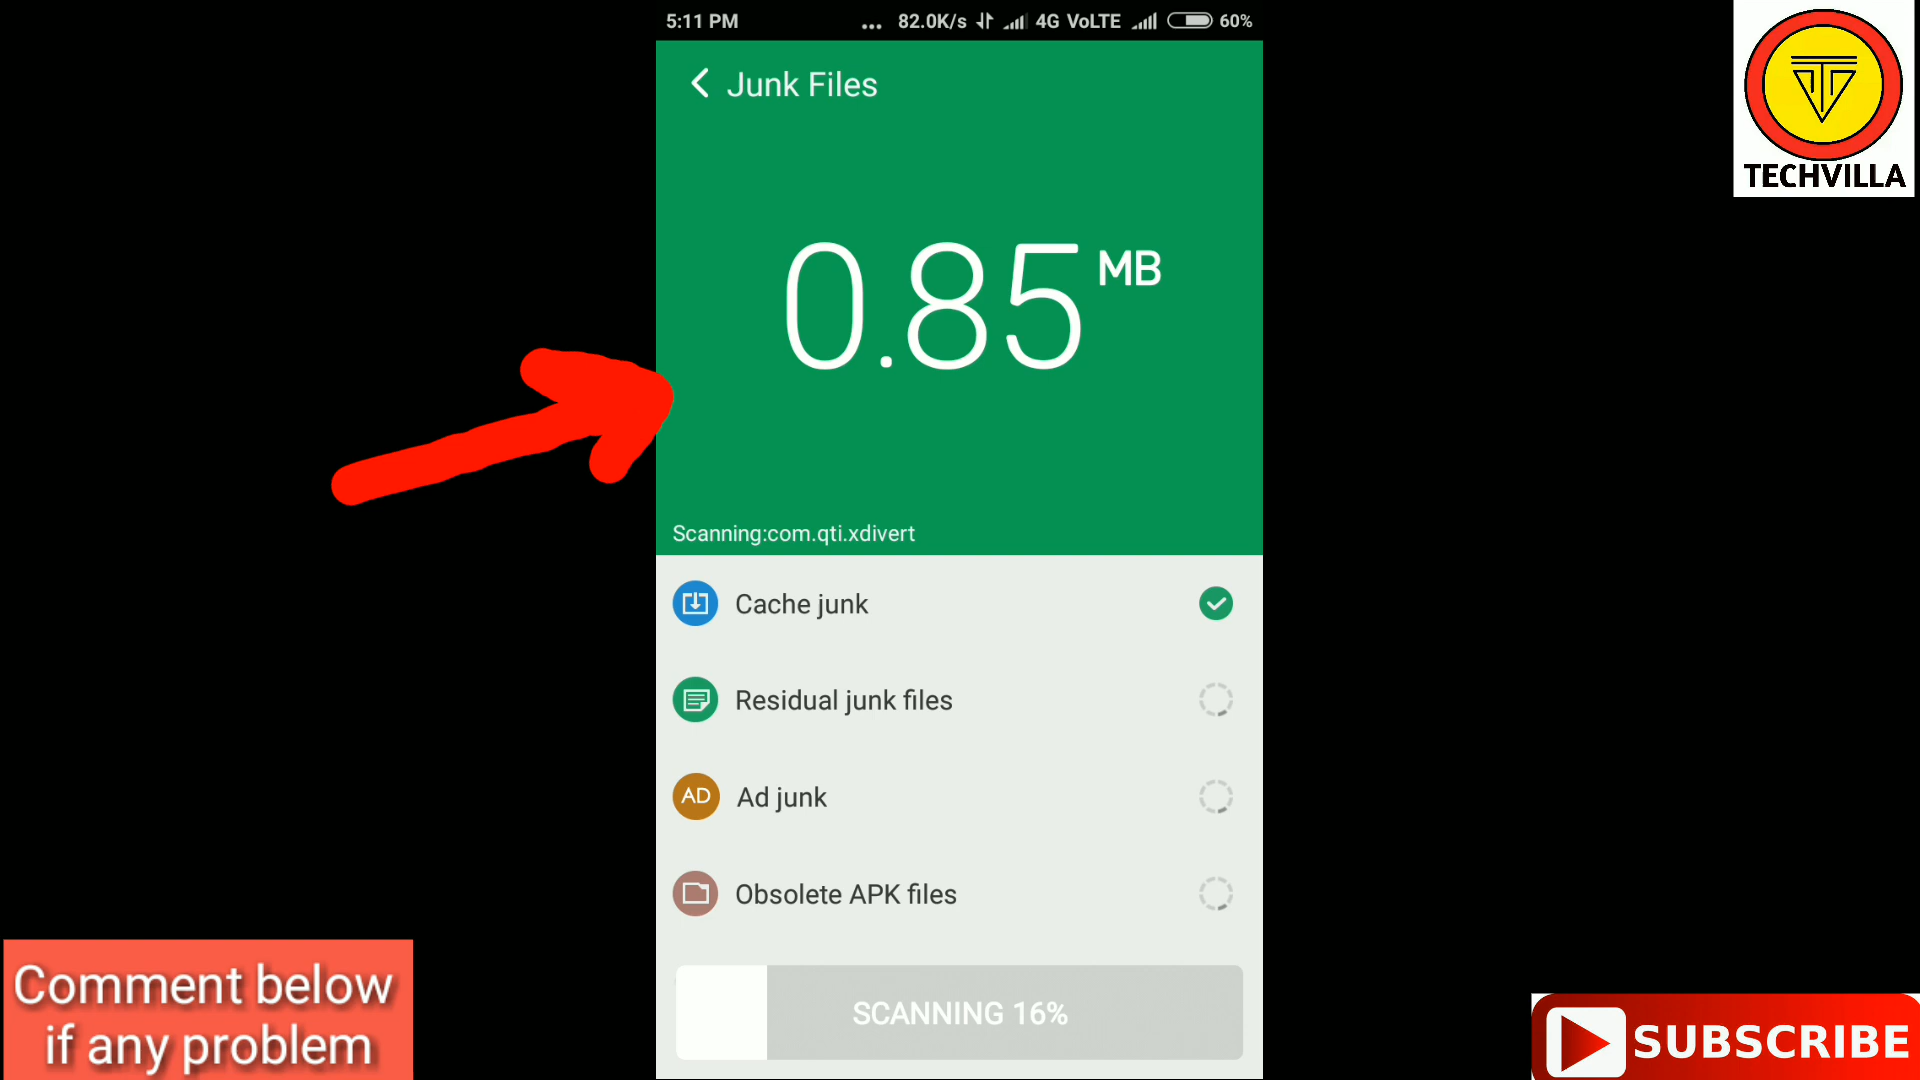 5:11 PM ... 82.0K/s 4G VoLTE 60%
Junk Files
0.85 MB
Scanning:com.qti.xdivert
Cache junk
Residual junk files
AD Ad junk
Obsolete APK files
SCANNING 16%
TECHVILLA
Comment below
if any problem
SUBSCRIBE